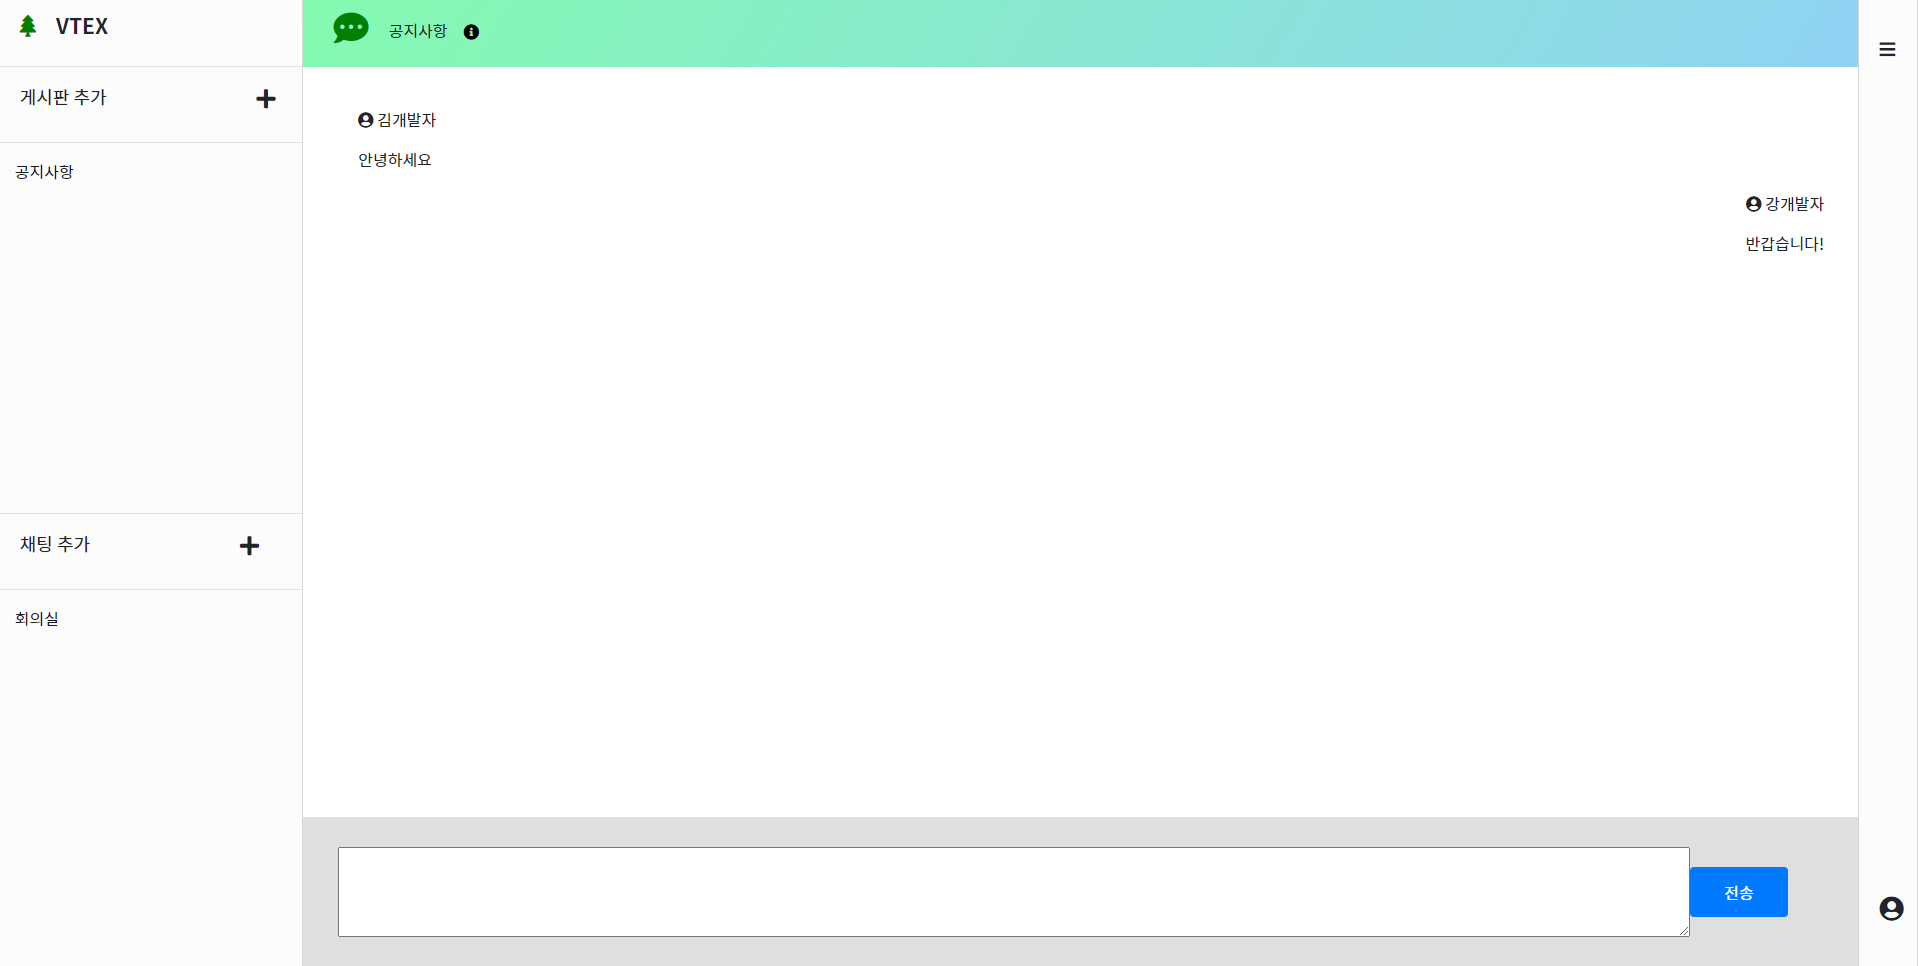 VTEX
게시판 추가
공지사항
채팅 추가
회의실
공지사항
김개발자
안녕하세요
강개발자
반갑습니다!
전송